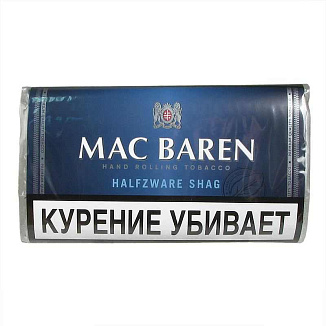 MAC BAREN
HAND ROLLING TOBACCO
HALFZWARE SHAG
КУРЕНИЕ УБИВАЕТ